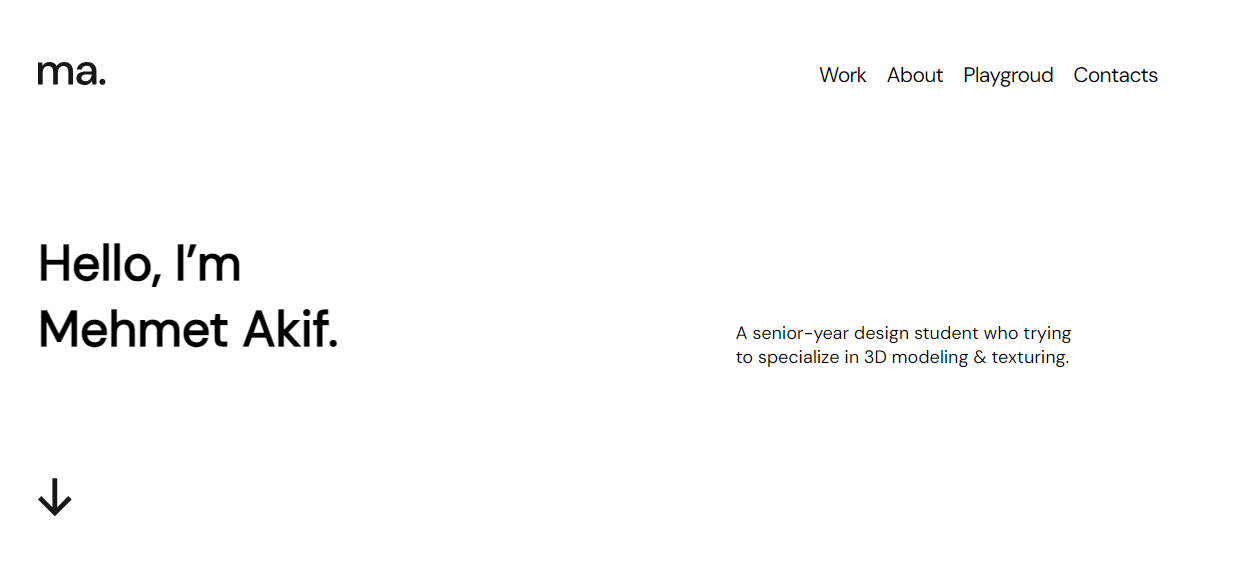 ma.
Work About Playgroud Contacts
Hello, I’m
Mehmet Akif.
A senior-year design student who trying
to specialize in 3D modeling & texturing.